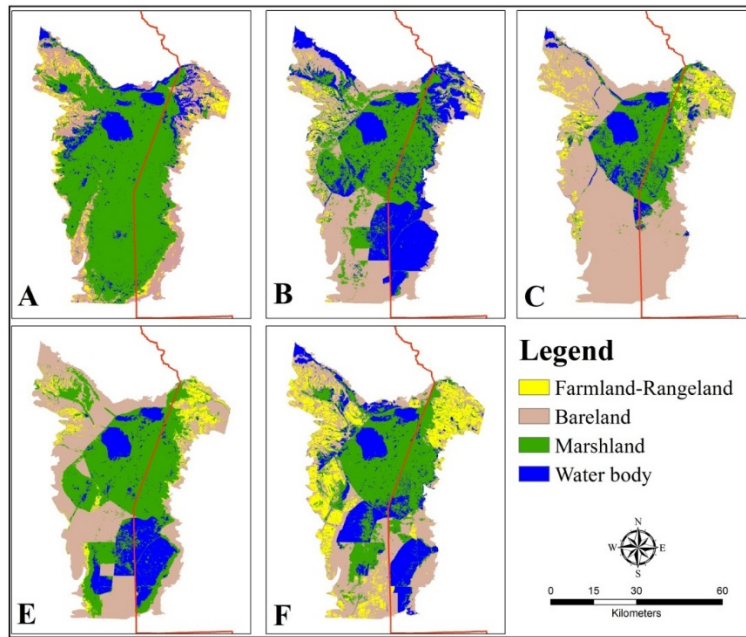 A
B
C
E
F
Legend
Farmland-Rangeland
Bareland
Marshland
Water body
N
W E
S
0 15 30 60
Kilometers